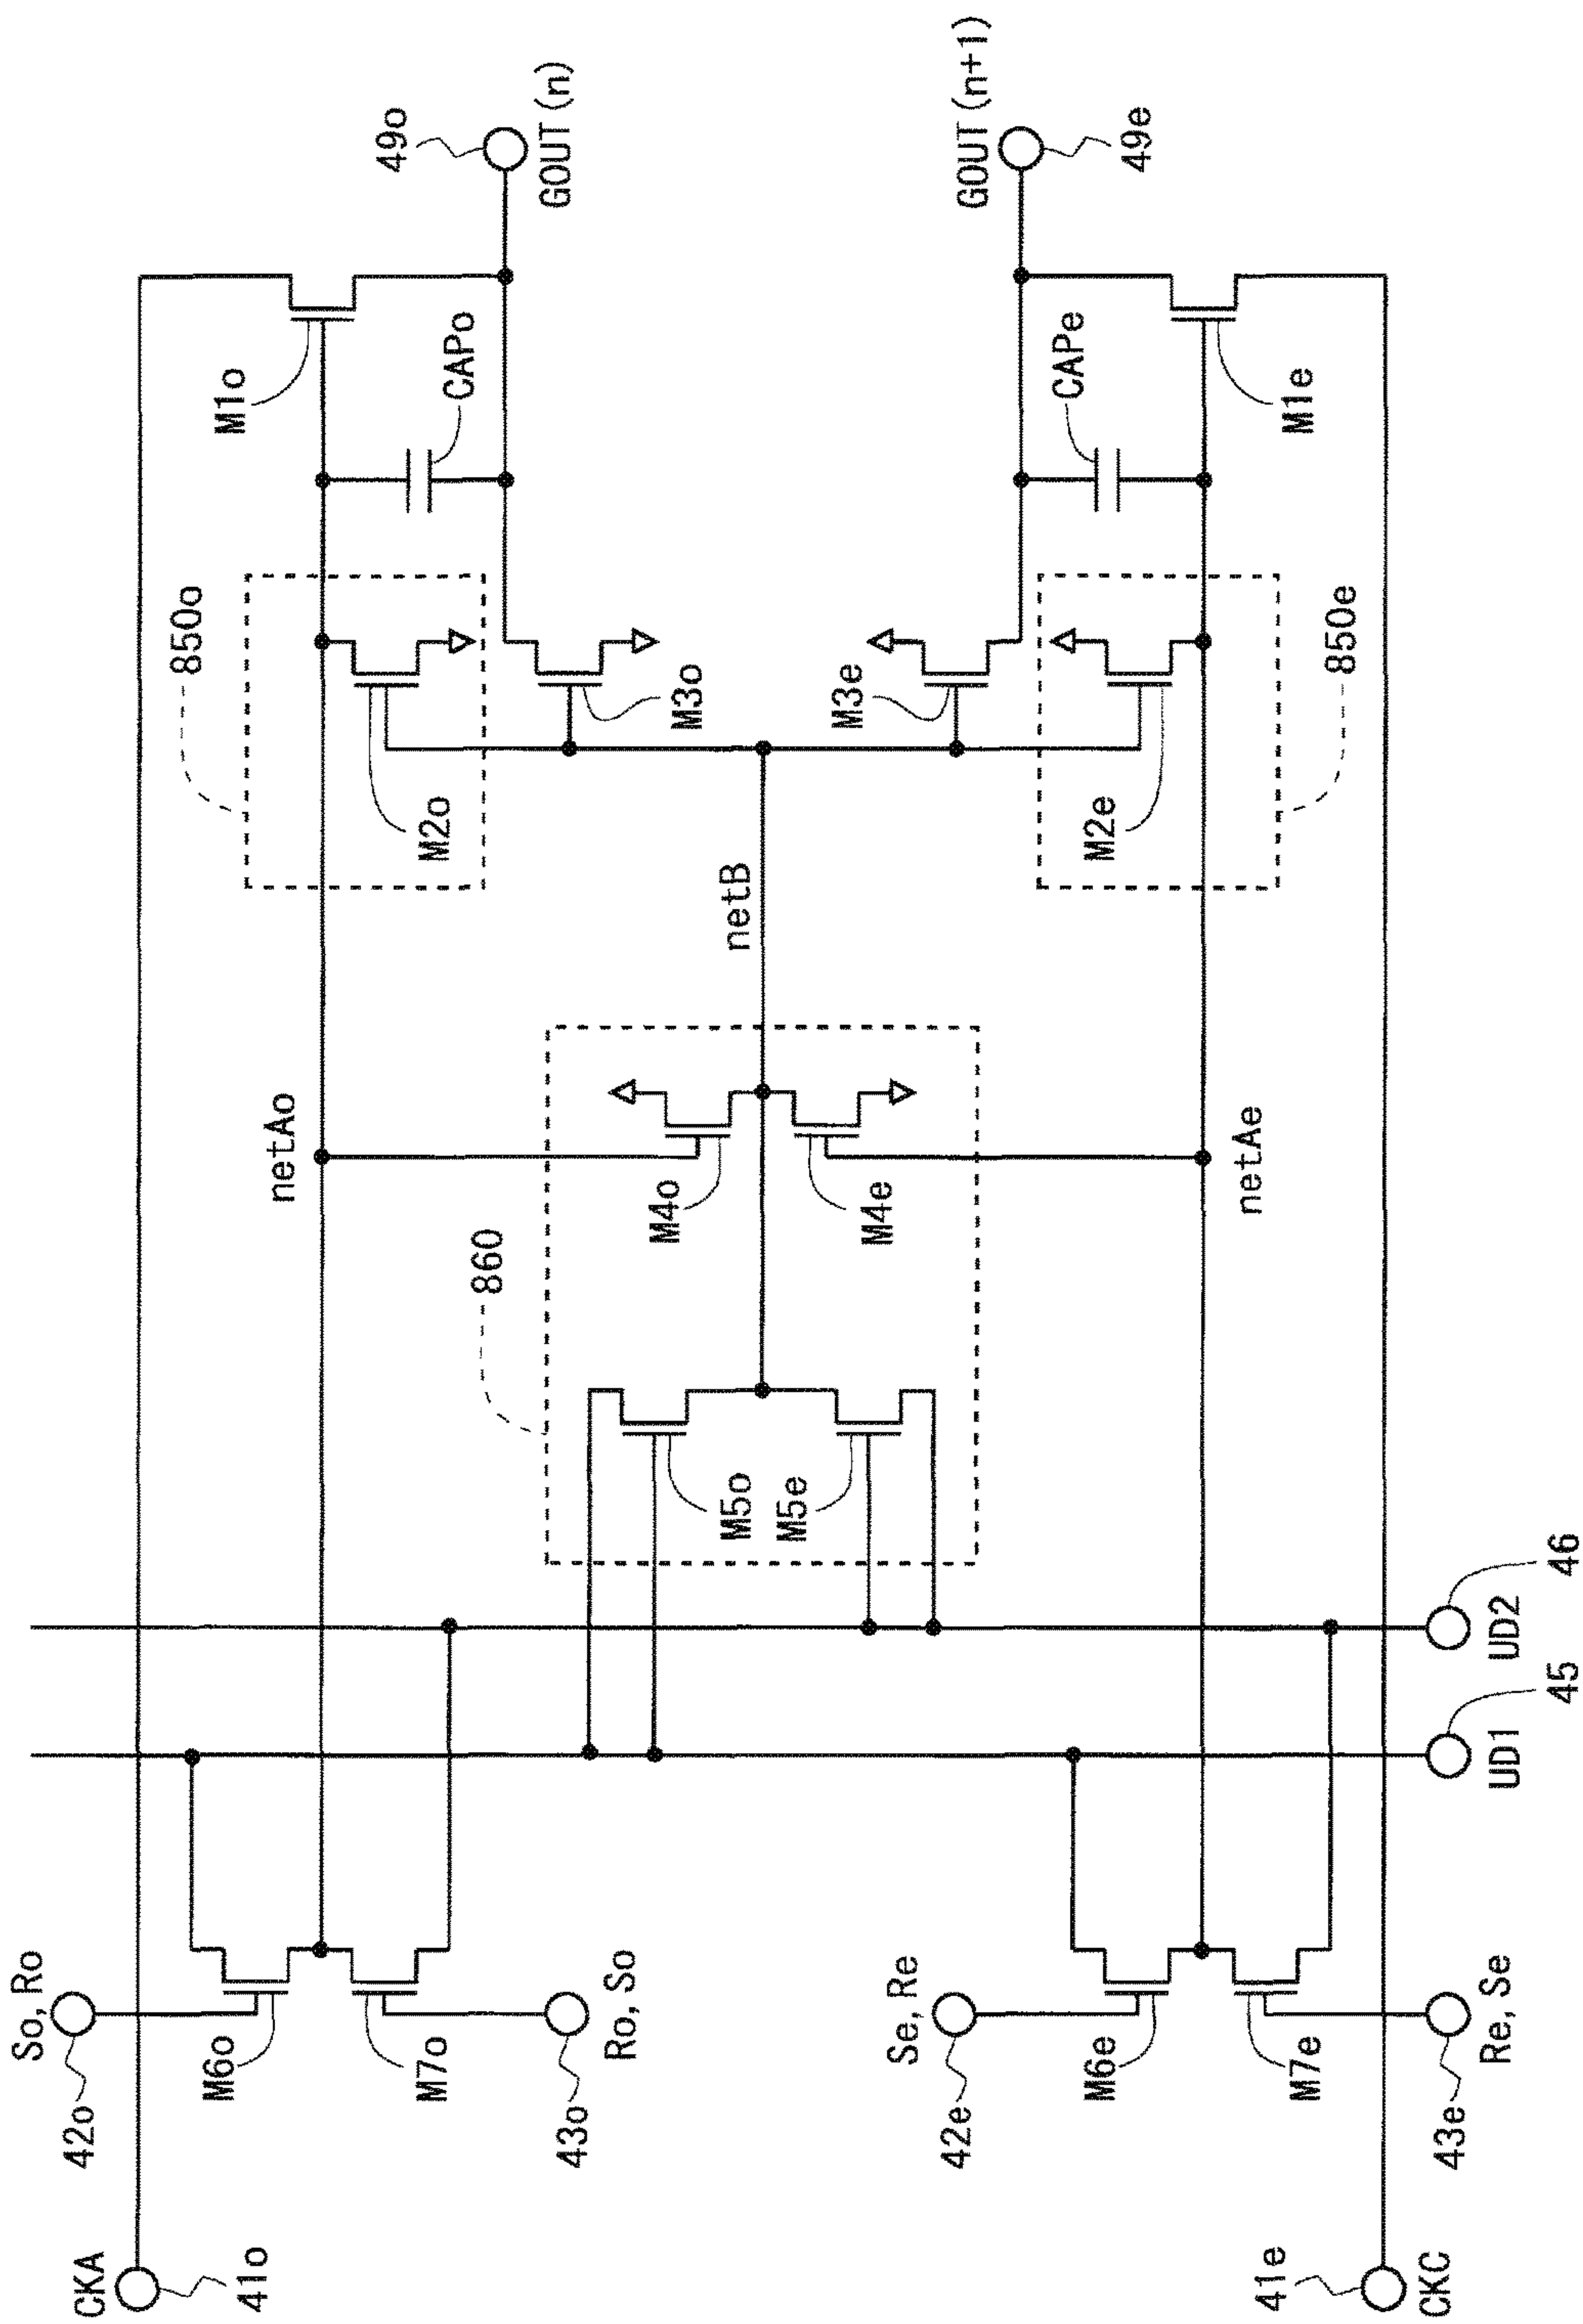 CKA
41o
So, Ro
42o
M6o
M7o
43o
Ro, So
netAo
850o
M2o
M1o
CAPo
49o
GOUT (n)
M3o
860
M4o
M4e
netB
M5o
M5e
M3e
GOUT (n+1)
49e
CAPe
M2e
M1e
850e
netAe
Se, Re
42e
M6e
M7e
43e
Re, Se
41e
CKC
UD1
45
UD2
46